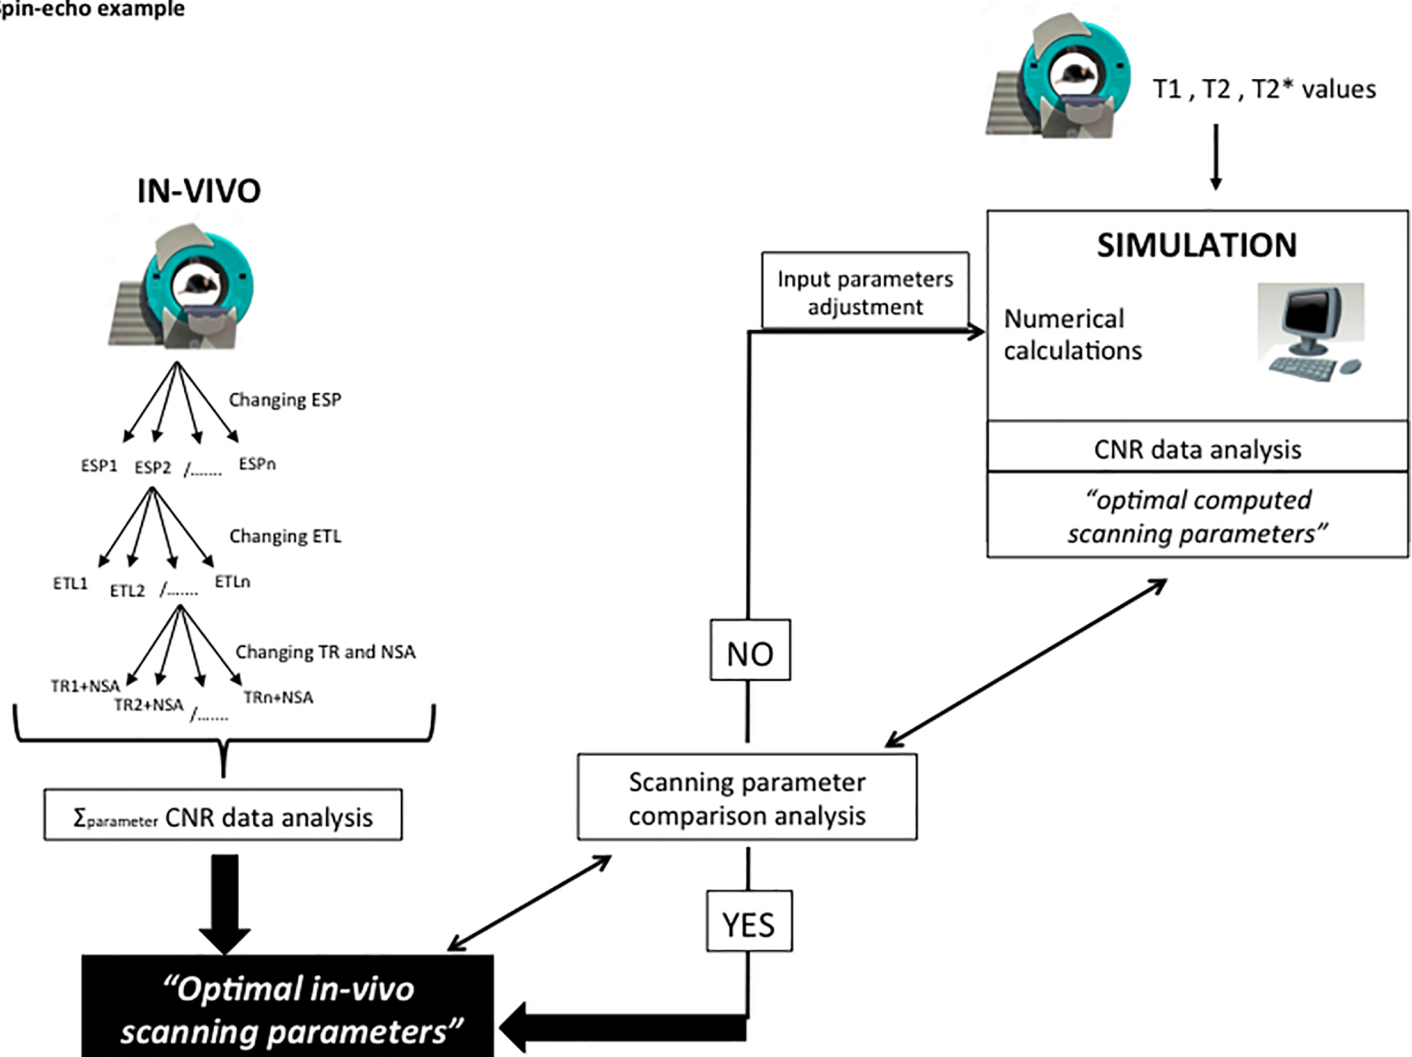 Spin-echo example
T1 , T2 , T2* values
IN-VIVO
SIMULATION
Input parameters
adjustment
Numerical
calculations
Changing ESP
ESP1 ESP2 /....... ESPn
CNR data analysis
"optimal computed
scanning parameters"
Changing ETL
ETL1 ETL2 /....... ETLn
NO
Changing TR and NSA
TR1+NSA TR2+NSA /....... TRn+NSA
Scanning parameter
comparison analysis
Σparameter CNR data analysis
YES
"Optimal in-vivo
scanning parameters"